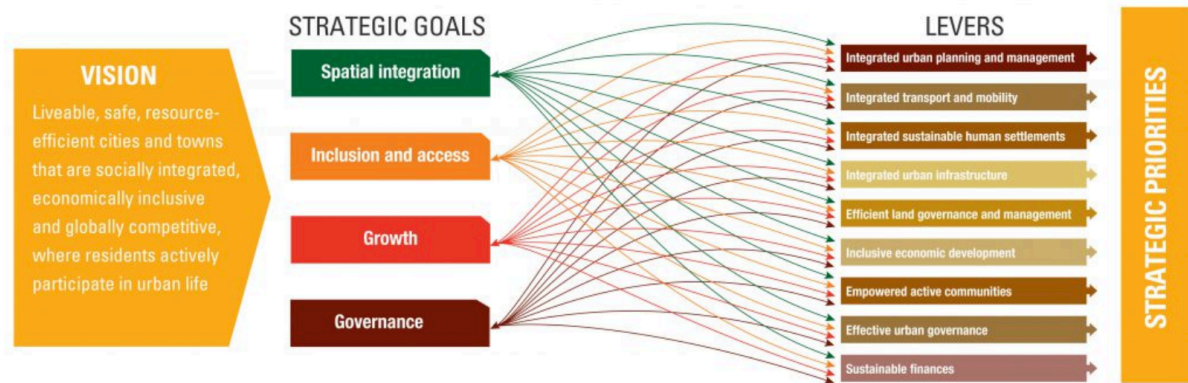 STRATEGIC GOALS
LEVERS
VISION
Liveable, safe, resource-
efficient cities and towns
that are socially integrated,
economically inclusive
and globally competitive,
where residents actively
participate in urban life
Spatial integration
Inclusion and access
Growth
Governance
Integrated urban planning and management
Integrated transport and mobility
Integrated sustainable human settlements
Integrated urban infrastructure
Efficient land governance and management
Inclusive economic development
Empowered active communities
Effective urban governance
Sustainable finances
STRATEGIC PRIORITIES